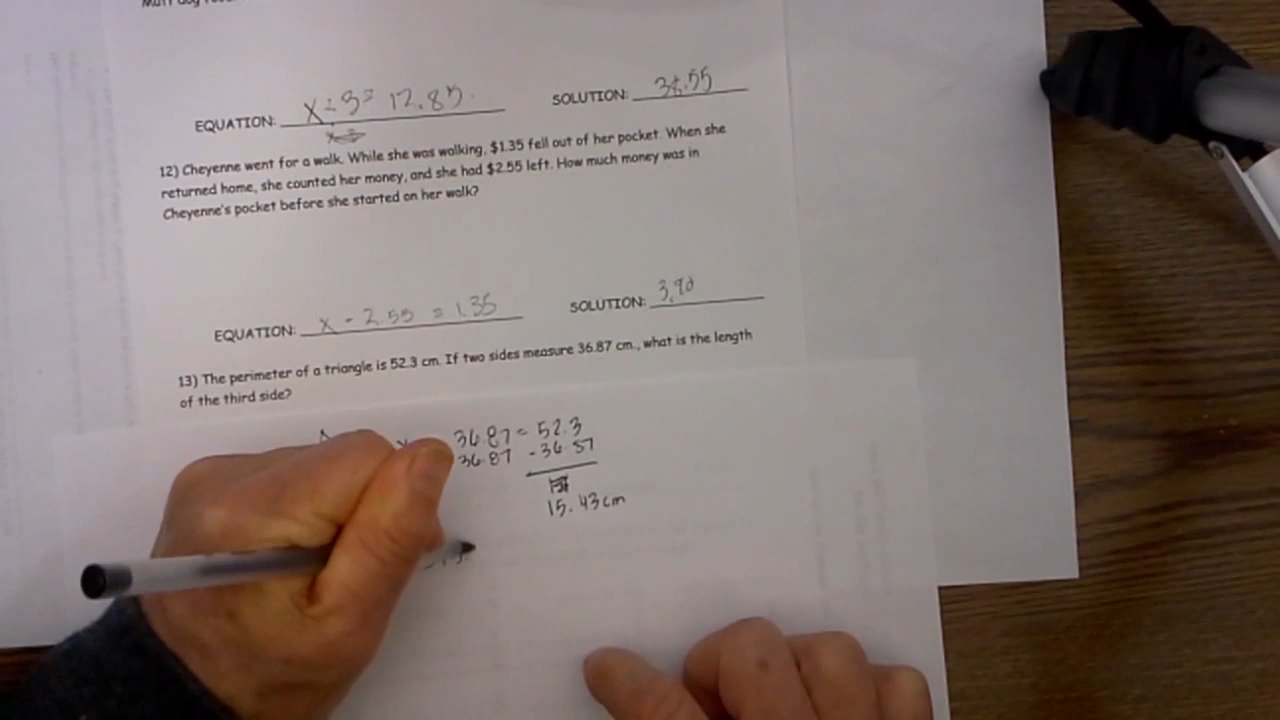 EQUATION: x ÷ 3 = 12.85 SOLUTION: 38.55
12) Cheyenne went for a walk. While she was walking, $1.35 fell out of her pocket. When she
returned home, she counted her money, and she had $2.55 left. How much money was in
Cheyenne's pocket before she started on her walk?
EQUATION: x - 2.55 = 1.35 SOLUTION: 3.90
13) The perimeter of a triangle is 52.3 cm. If two sides measure 36.87 cm., what is the length
of the third side?
36.87 = 52.3
36.87 - 36.87
15.43 cm